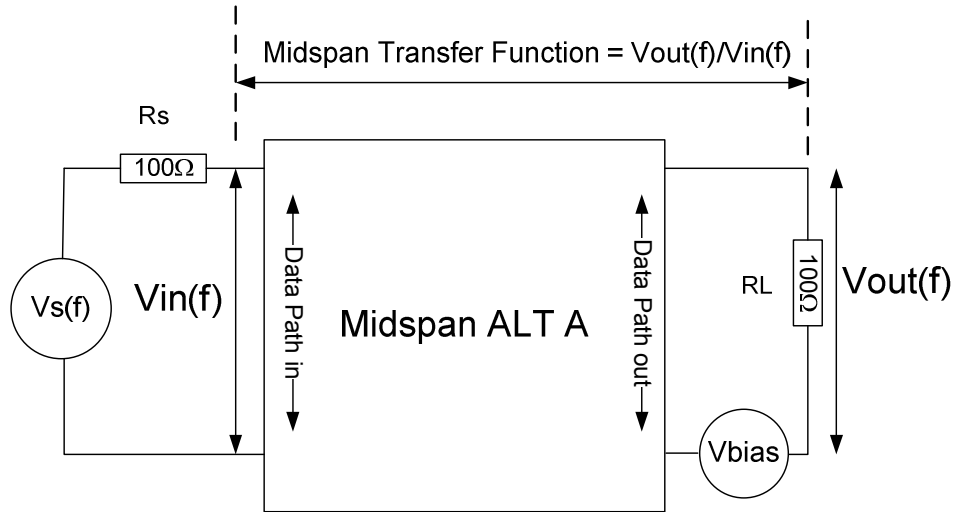 Midspan Transfer Function = Vout(f)/Vin(f)
Rs
100Ω
Vs(f)
Vin(f)
Data Path in
Midspan ALT A
Data Path out
RL
100Ω
Vout(f)
Vbias